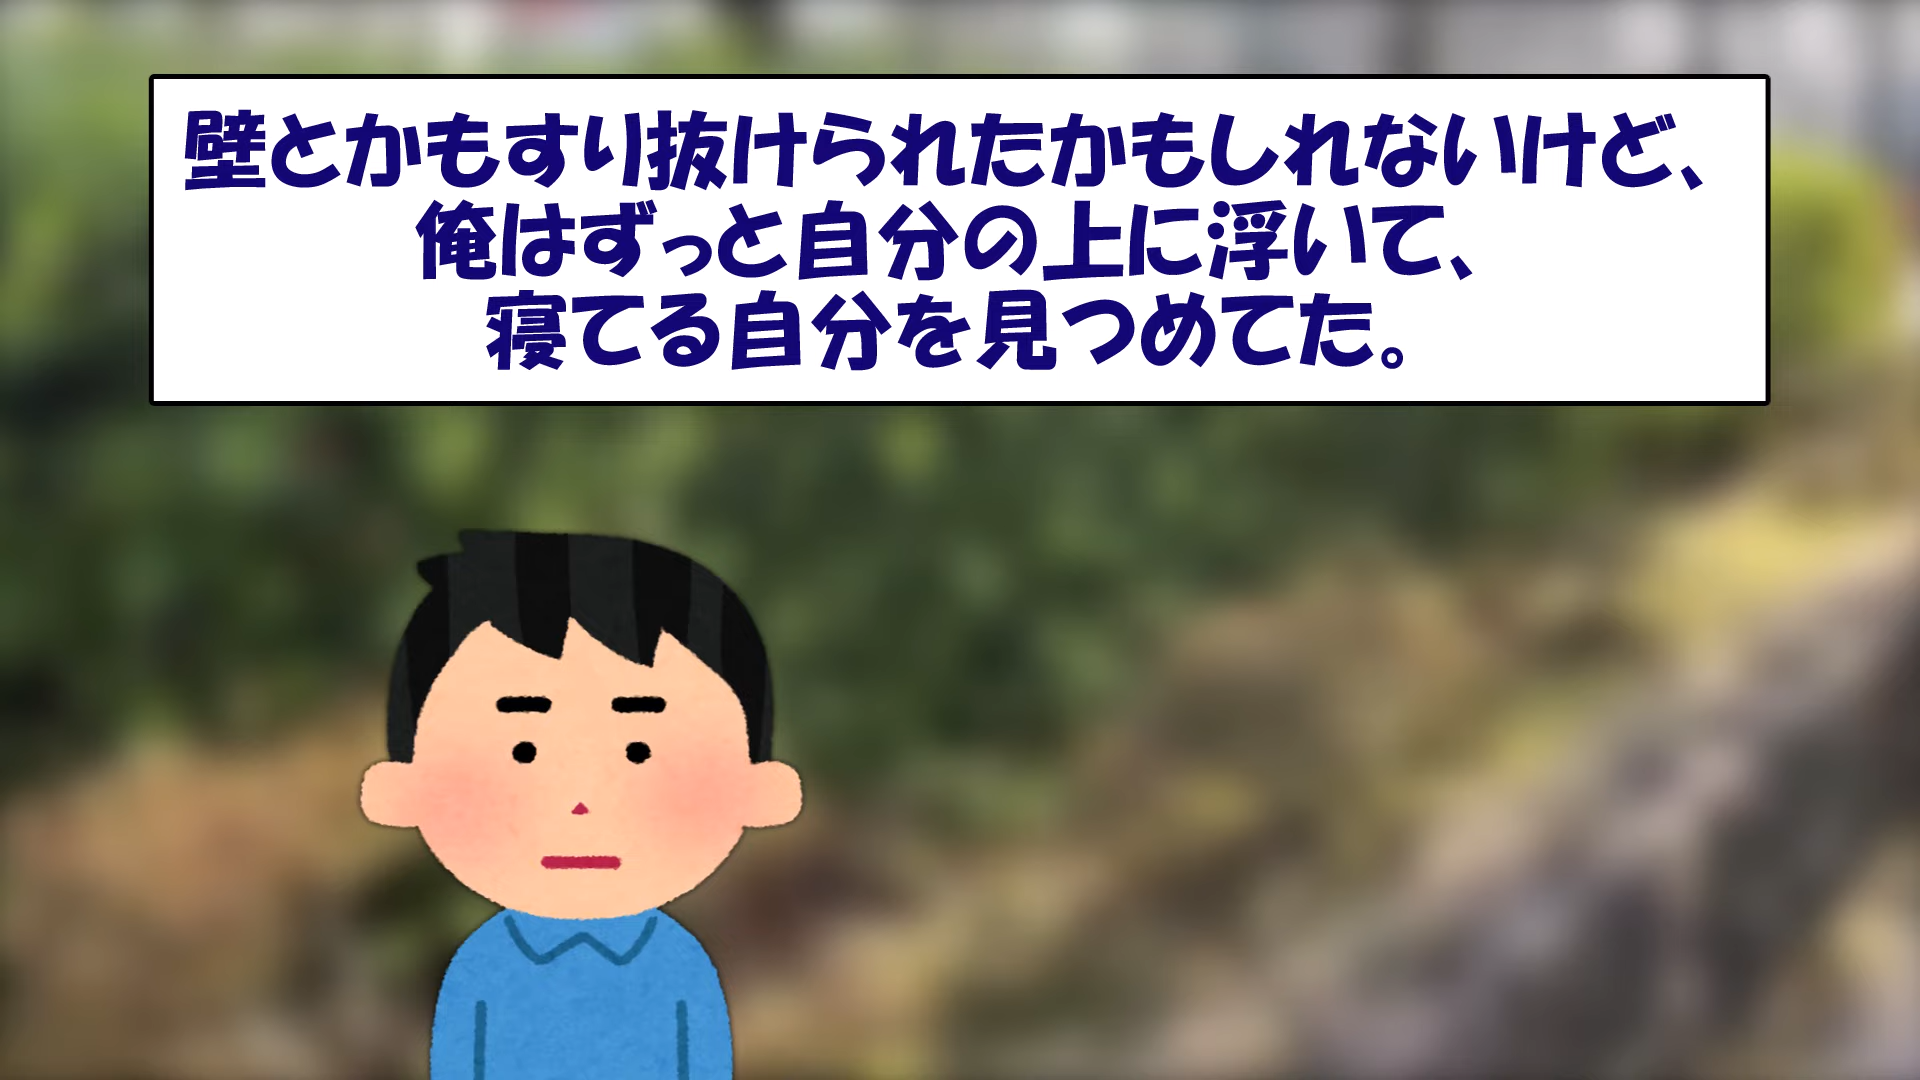 壁とかもすり抜けられたかもしれないけど、
俺はずっと自分の上に浮いて、
寝てる自分を見つめてた。